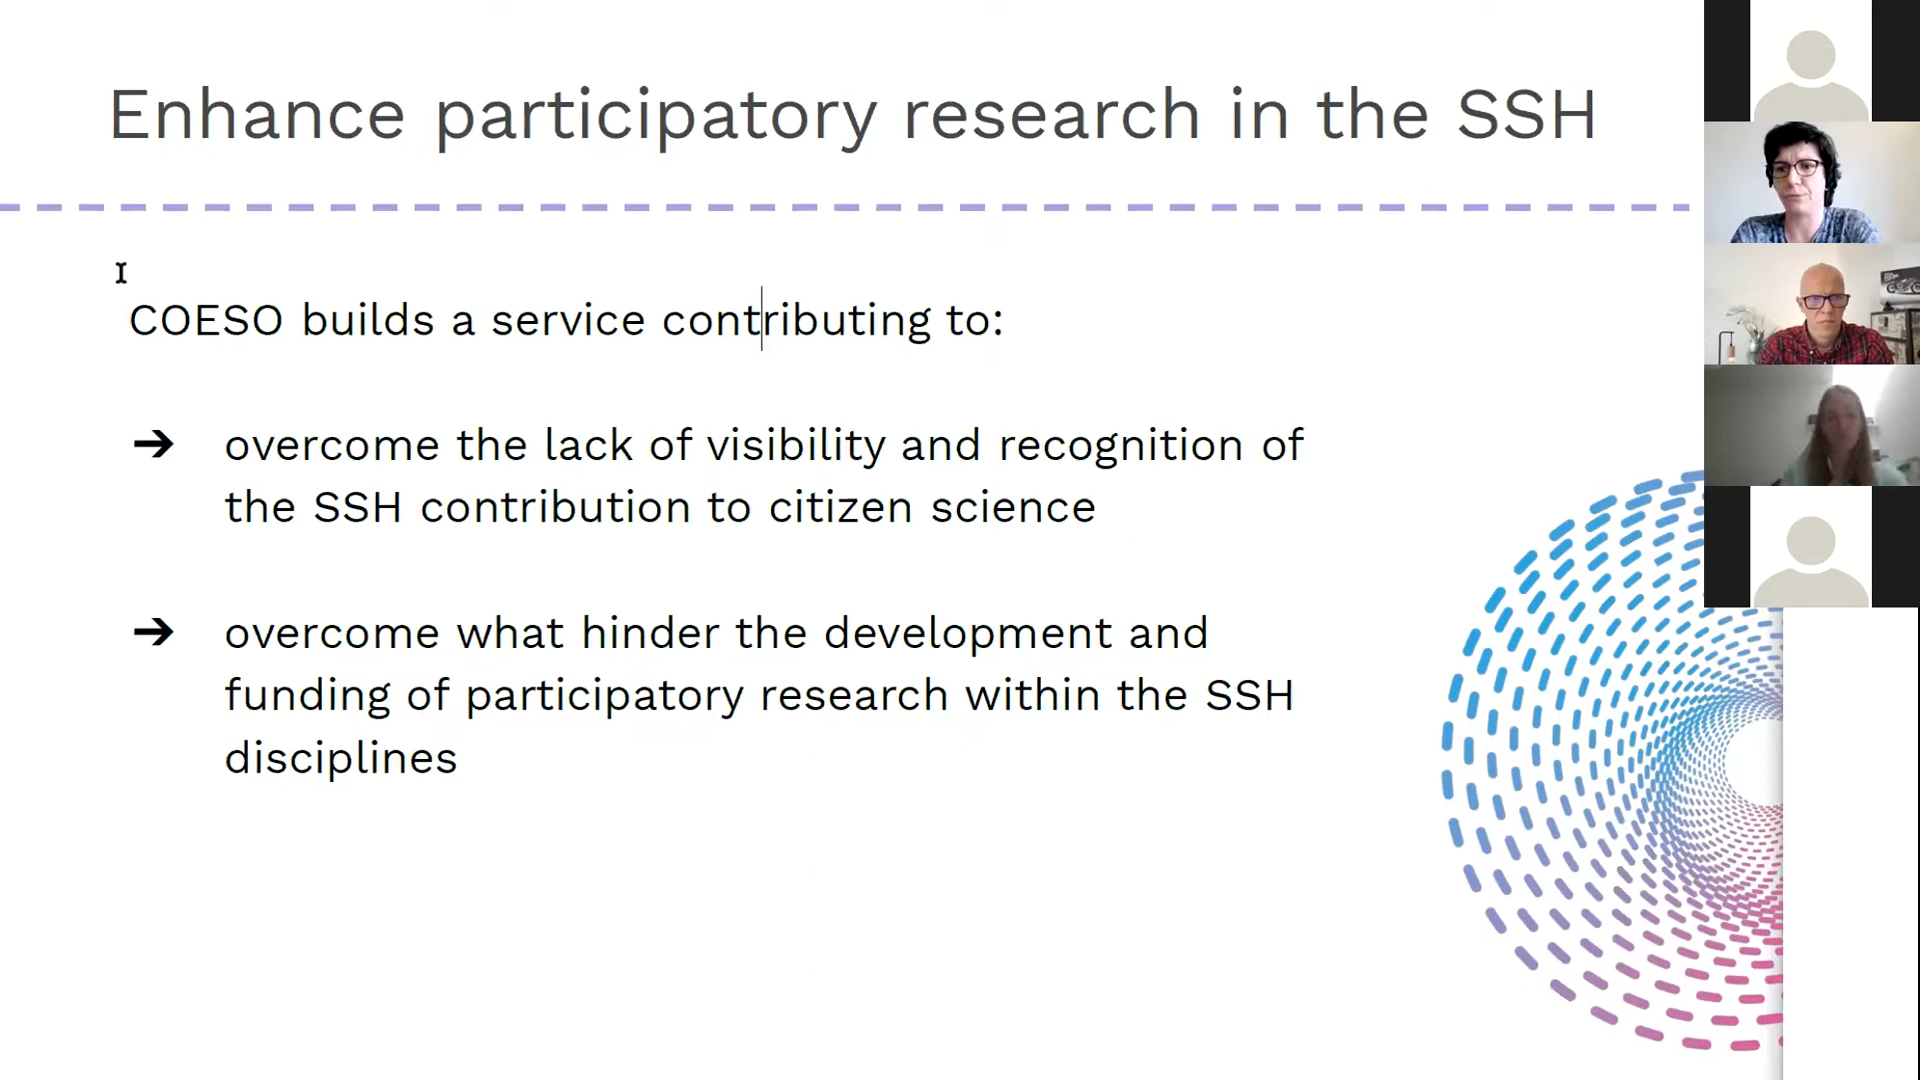 Enhance participatory research in the SSH
COESO builds a service contributing to:
➔ overcome the lack of visibility and recognition of
the SSH contribution to citizen science
➔ overcome what hinder the development and
funding of participatory research within the SSH
disciplines